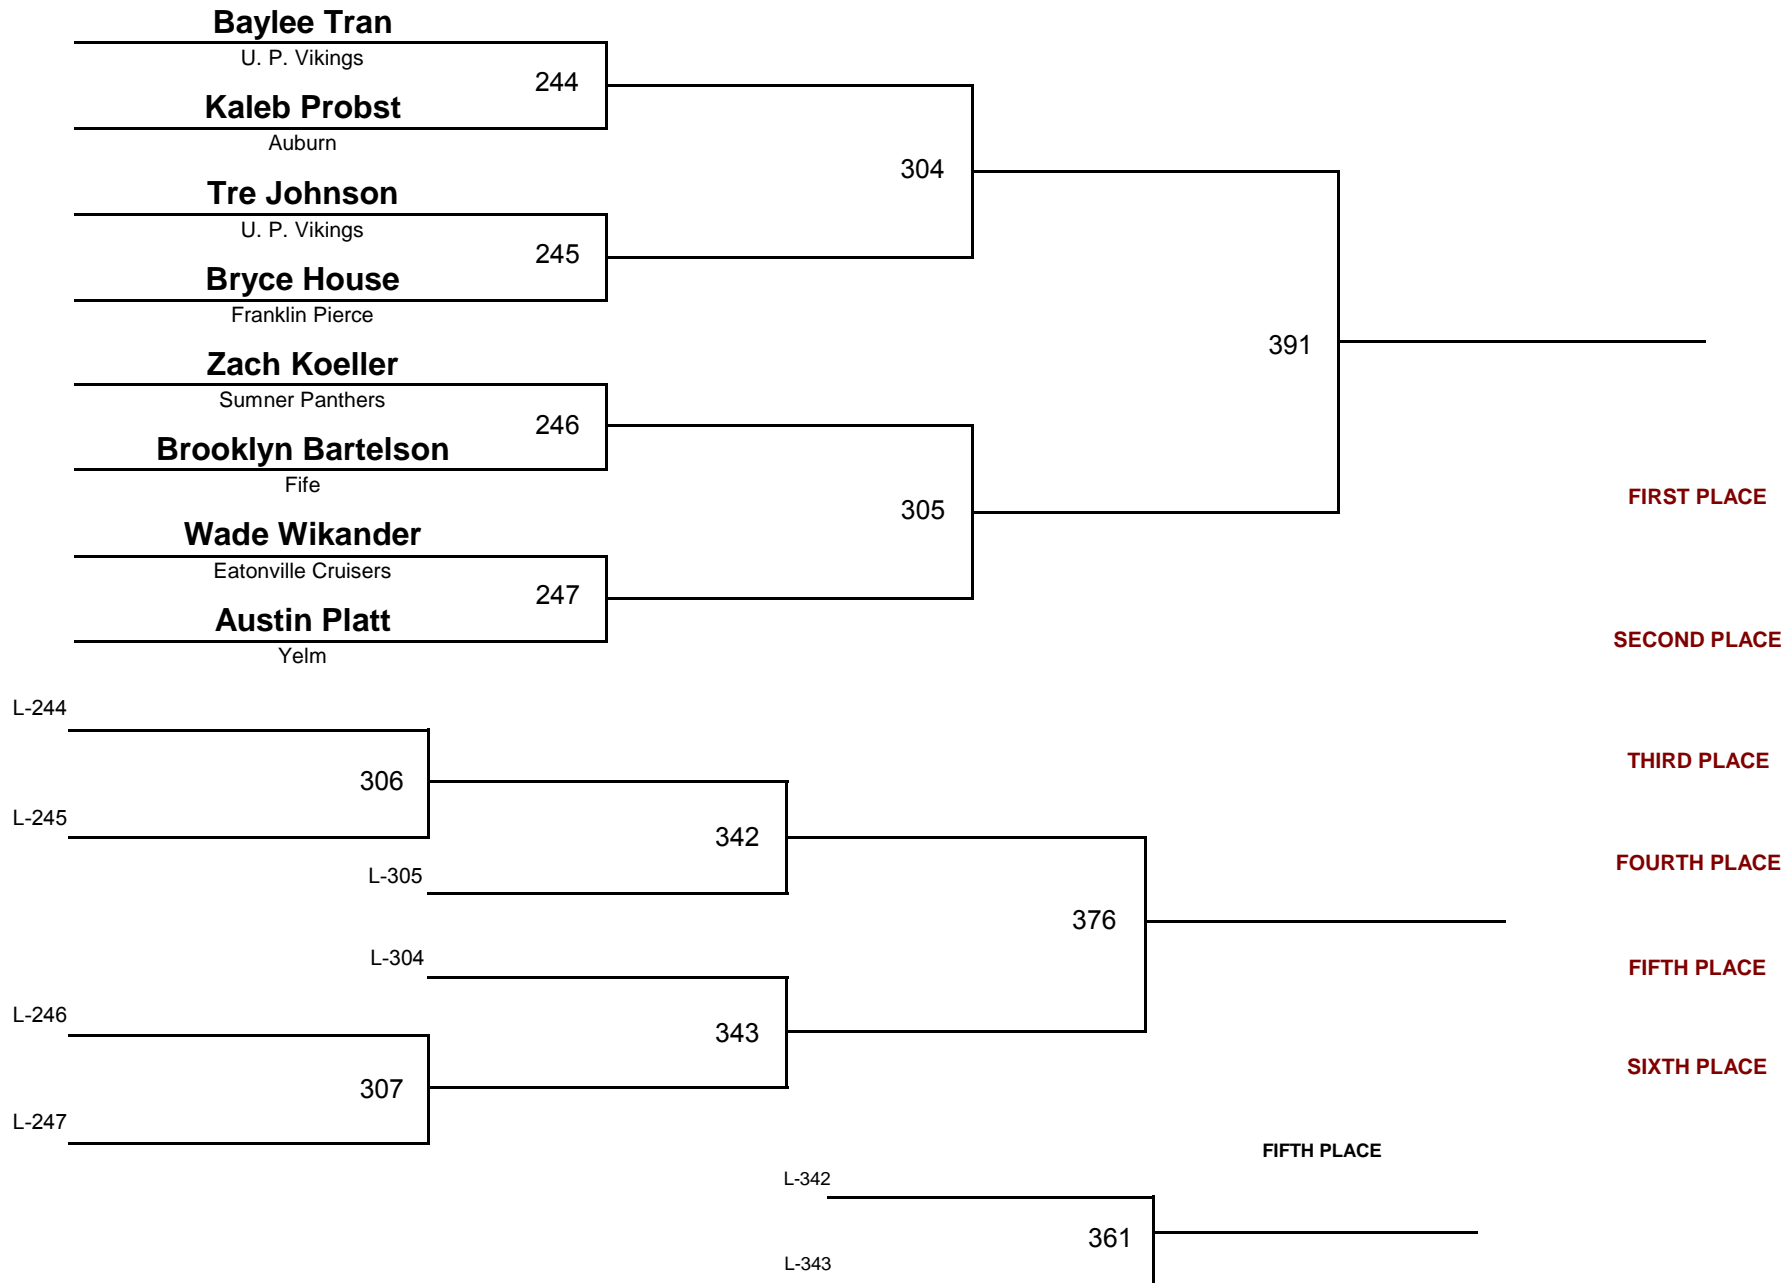 Baylee Tran
U. P. Vikings
244
Kaleb Probst
Auburn
304
Tre Johnson
U. P. Vikings
245
Bryce House
Franklin Pierce
391
Zach Koeller
Sumner Panthers
246
Brooklyn Bartelson
Fife
305
FIRST PLACE
Wade Wikander
Eatonville Cruisers
247
Austin Platt
Yelm
SECOND PLACE
L-244
306
THIRD PLACE
L-245
342
L-305
FOURTH PLACE
376
L-304
FIFTH PLACE
L-246
343
307
SIXTH PLACE
L-247
FIFTH PLACE
L-342
361
L-343